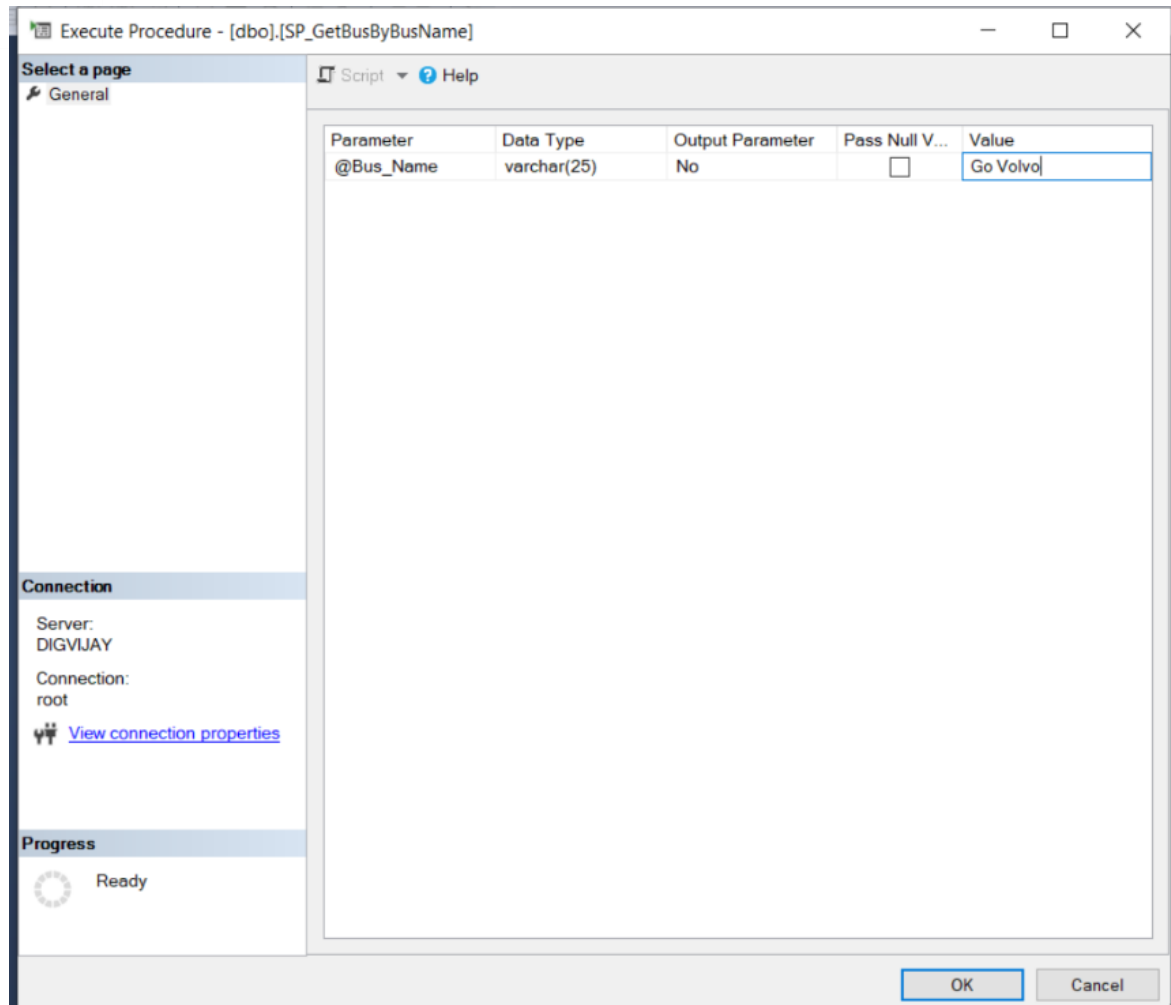 Execute Procedure - [dbo].[SP_GetBusByBusName]
Select a page
General
Script Help
Parameter Data Type Output Parameter Pass Null V... Value
@Bus_Name varchar(25) No Go Volvo
Connection
Server:
DIGVIJAY
Connection:
root
View connection properties
Progress
Ready
OK Cancel